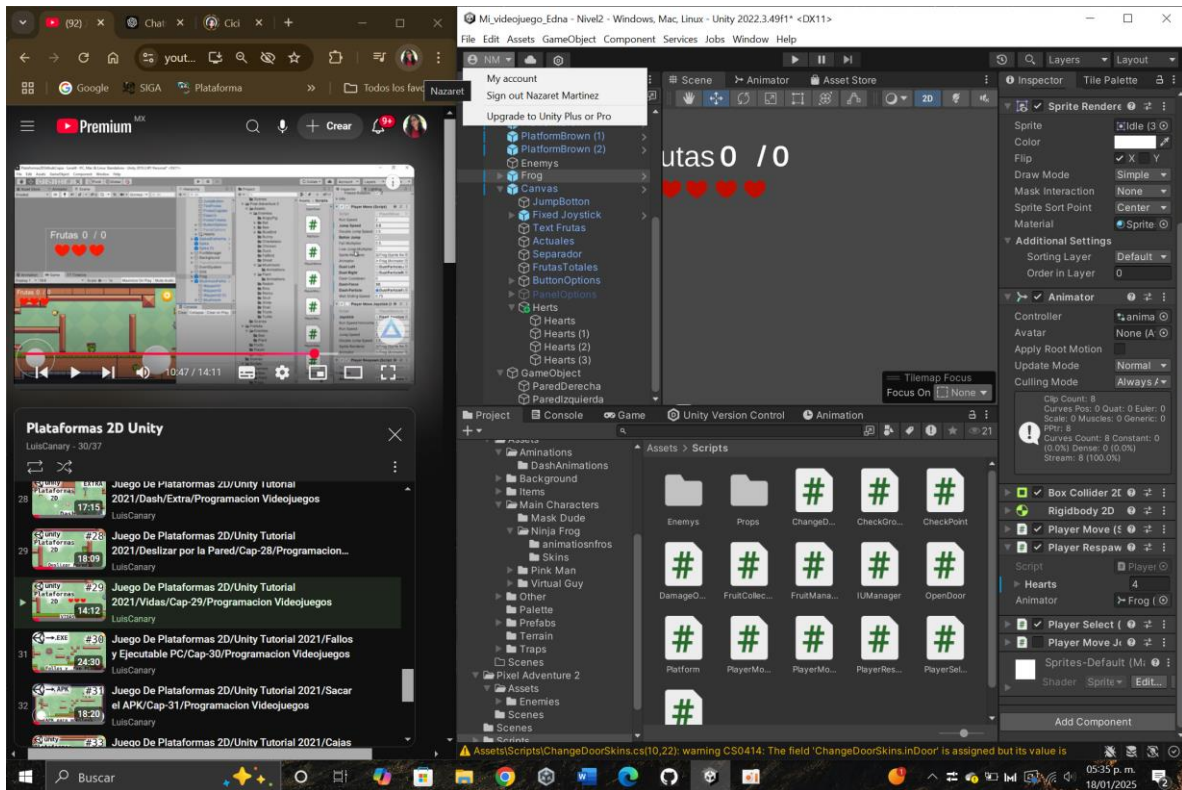 (92)
Chat
Cici
yout...
Google
SIGA
Plataforma
Todos los favo
Nazaret
Premium MX
Crear
9+
Frutas 0 / 0
10:47 / 14:11
Plataformas 2D Unity
LuisCanary - 30/37
28
17:15
Juego De Plataformas 2D/Unity Tutorial
2021/Dash/Extra/Programacion Videojuegos
LuisCanary
29
#28
18:09
Juego De Plataformas 2D/Unity Tutorial
2021/Deslizar por la Pared/Cap-28/Programacion...
LuisCanary
#29
14:12
Juego De Plataformas 2D/Unity Tutorial
2021/Vidas/Cap-29/Programacion Videojuegos
LuisCanary
31
#30
24:30
Juego De Plataformas 2D/Unity Tutorial 2021/Fallos
y Ejecutable PC/Cap-30/Programacion Videojuegos
LuisCanary
32
#31
18:20
Juego De Plataformas 2D/Unity Tutorial 2021/Sacar
el APK/Cap-31/Programacion Videojuegos
LuisCanary
#33
Juego De Plataformas 2D/Unity Tutorial 2021/Cajas
Mi_videojuego_Edna - Nivel2 - Windows, Mac, Linux - Unity 2022.3.49f1* <DX11>
File Edit Assets GameObject Component Services Jobs Window Help
NM
Layers
Layout
My account
Sign out Nazaret Martinez
Upgrade to Unity Plus or Pro
PlatformBrown (1)
PlatformBrown (2)
Enemys
Frog
Canvas
JumpBotton
Fixed Joystick
Text Frutas
Actuales
Separador
FrutasTotales
ButtonOptions
PanelOptions
Herts
Hearts
Hearts (1)
Hearts (2)
Hearts (3)
GameObject
ParedDerecha
ParedIzquierda
Scene
Animator
Asset Store
2D
utas 0 / 0
Tilemap Focus
Focus On None
Inspector
Tile Palette
Sprite Rendere
Sprite Idle (3
Color
Flip X Y
Draw Mode Simple
Mask Interaction None
Sprite Sort Point Center
Material Sprite
Additional Settings
Sorting Layer Default
Order in Layer 0
Animator
Controller anima
Avatar None (A
Apply Root Motion
Update Mode Normal
Culling Mode Always A
Clip Count: 8
Curves Pos: 0 Quat: 0 Euler: 0
Scale: 0 Muscles: 0 Generic: 0
PPtr: 8
Curves Count: 8 Constant: 0
(0.0%) Dense: 0 (0.0%)
Stream: 8 (100.0%)
Box Collider 2D
Rigidbody 2D
Player Move (S
Player Respaw
Script Player
Hearts 4
Animator Frog (
Player Select (
Player Move Jo
Sprites-Default (Ma
Shader Sprite Edit...
Add Component
Project
Console
Game
Unity Version Control
Animation
21
Assets
Aminations
DashAnimations
Background
Items
Main Characters
Mask Dude
Ninja Frog
animatiosnfros
Skins
Pink Man
Virtual Guy
Other
Palette
Prefabs
Terrain
Traps
Scenes
Pixel Adventure 2
Assets
Enemies
Scenes
Scenes
Scripts
Assets > Scripts
Enemys
Props
ChangeD...
CheckGro...
CheckPoint
DamageO...
FruitCollec...
FruitMana...
IUManager
OpenDoor
Platform
PlayerMo...
PlayerMo...
PlayerRes...
PlayerSel...
Assets\Scripts\ChangeDoorSkins.cs(10,22): warning CS0414: The field 'ChangeDoorSkins.inDoor' is assigned but its value is
Buscar
05:35 p. m.
18/01/2025